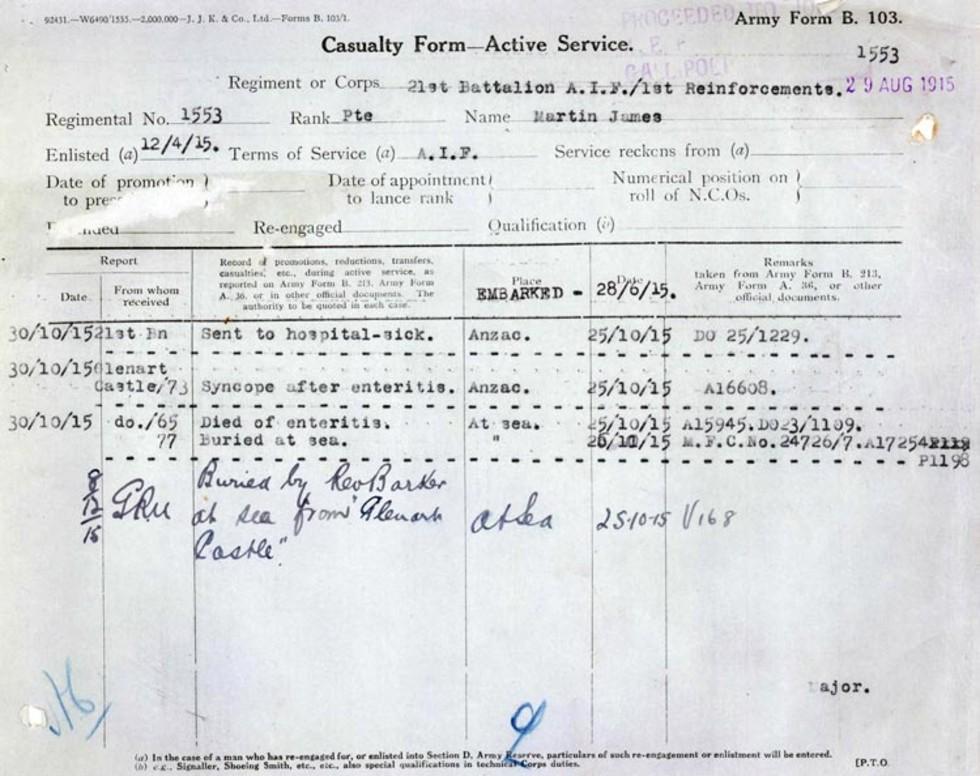 92431.—W6490/1555.—2,000,000—J. J. K. & Co., Ltd.—Forms B. 103/1.
PROCEEDED TO JOIN
Army Form B. 103.
Casualty Form—Active Service.
1553
GALLIPOLI
Regiment or Corps 21st Battalion A.I.F./1st Reinforcements. 29 AUG 1915
Regimental No. 1553 Rank Pte Name Martin James
Enlisted (a) 12/4/15. Terms of Service (a) A.I.F. Service reckons from (a)
Date of promotion } Date of appointment } Numerical position on }
to pres to lance rank roll of N.C.Os.
Re-engaged Qualification (b)
Report
Date From whom received
Record of promotions, reductions, transfers,
casualties, etc., during active service, as
reported on Army Form B. 213, Army Form
A. 36, or in other official documents. The
authority to be quoted in each case.
Place
EMBARKED -
Date
28/6/15.
Remarks
taken from Army Form B. 213,
Army Form A. 36, or other
official documents.
30/10/15 21st Bn Sent to hospital-sick. Anzac. 25/10/15 DO 25/1229.
30/10/15 Glenart
Castle/73 Syncope after enteritis. Anzac. 25/10/15 A16608.
30/10/15 do./65 Died of enteritis. At sea. 25/10/15 A15945.DO23/1109.
77 Buried at sea. " 26/10/15 M.F.C.No.24726/7.A17254
P1198
8/12/15 GRU Buried by Rev Barker at sea 25-10-15 V168
at sea from "Glenart
Castle"
ajor.
(a) In the case of a man who has re-engaged for, or enlisted into Section D, Army Reserve, particulars of such re-engagement or enlistment will be entered.
(b) e.g., Signaller, Shoeing Smith, etc., etc., also special qualifications in technical Corps duties.
[P.T.O.